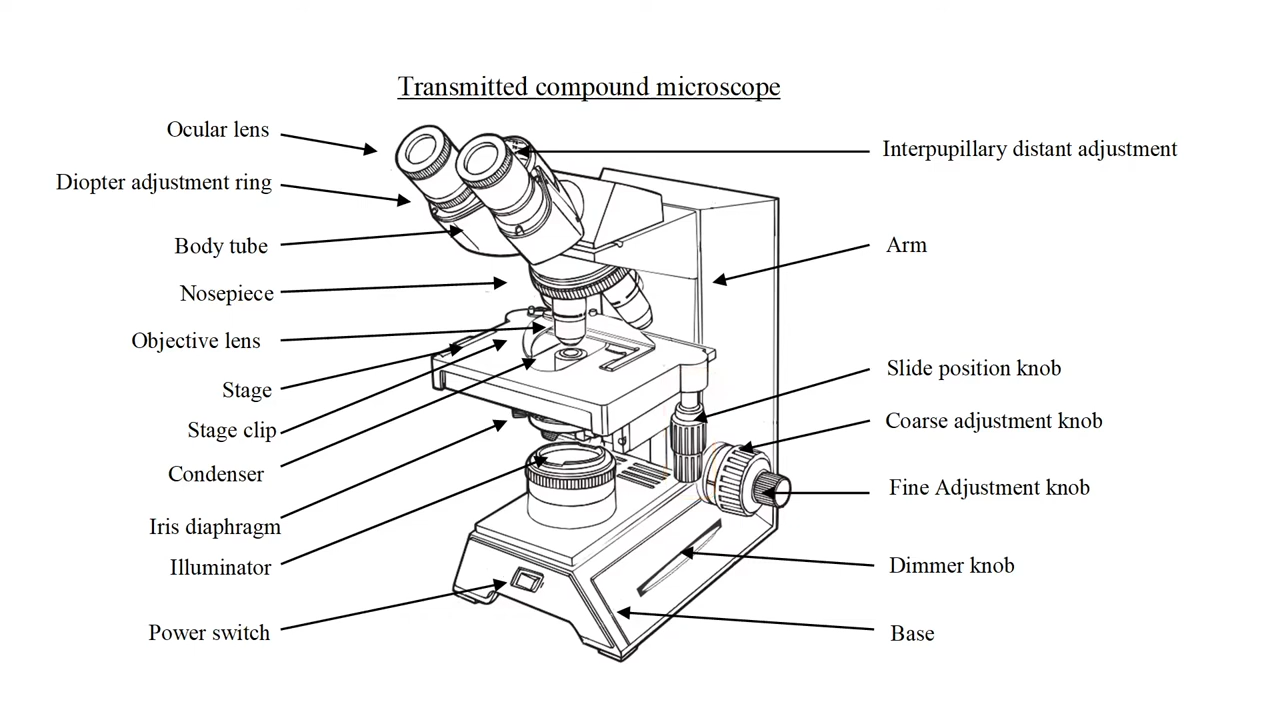 Transmitted compound microscope
Ocular lens
Diopter adjustment ring
Body tube
Nosepiece
Objective lens
Stage
Stage clip
Condenser
Iris diaphragm
Illuminator
Power switch
Interpupillary distant adjustment
Arm
Slide position knob
Coarse adjustment knob
Fine Adjustment knob
Dimmer knob
Base